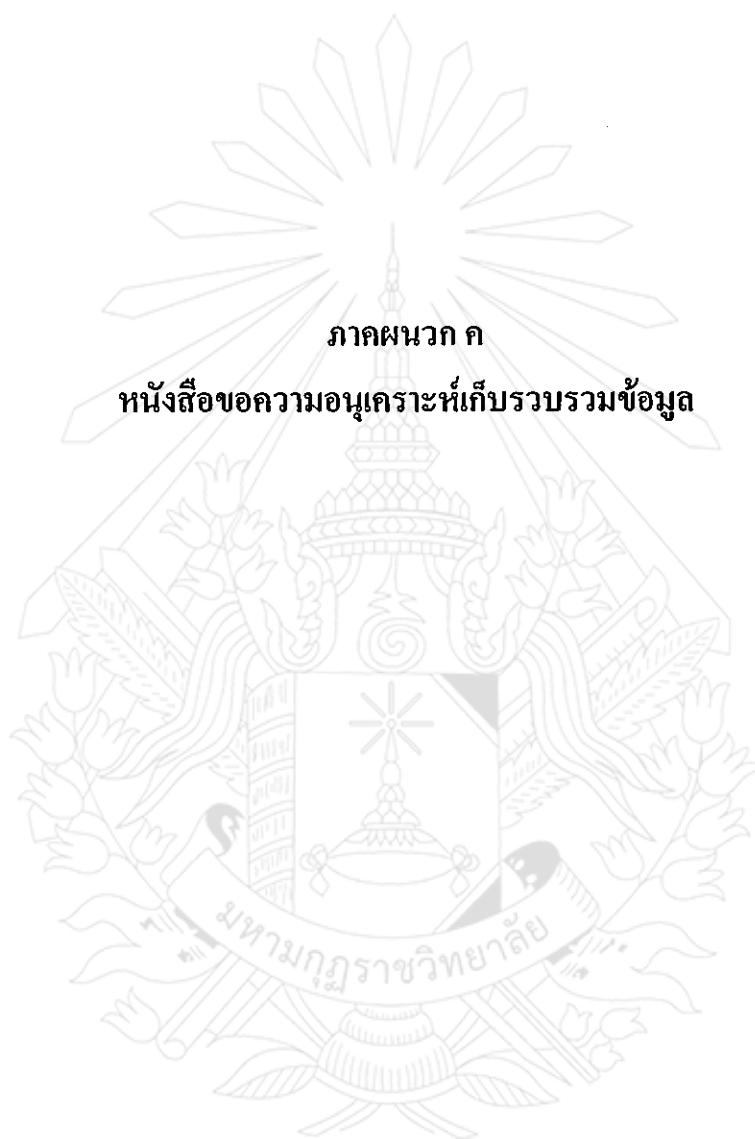 ภาคผนวก ค
หนังสือขอความอนุเคราะห์เก็บรวบรวมข้อมูล
มหามกุฏราชวิทยาลัย